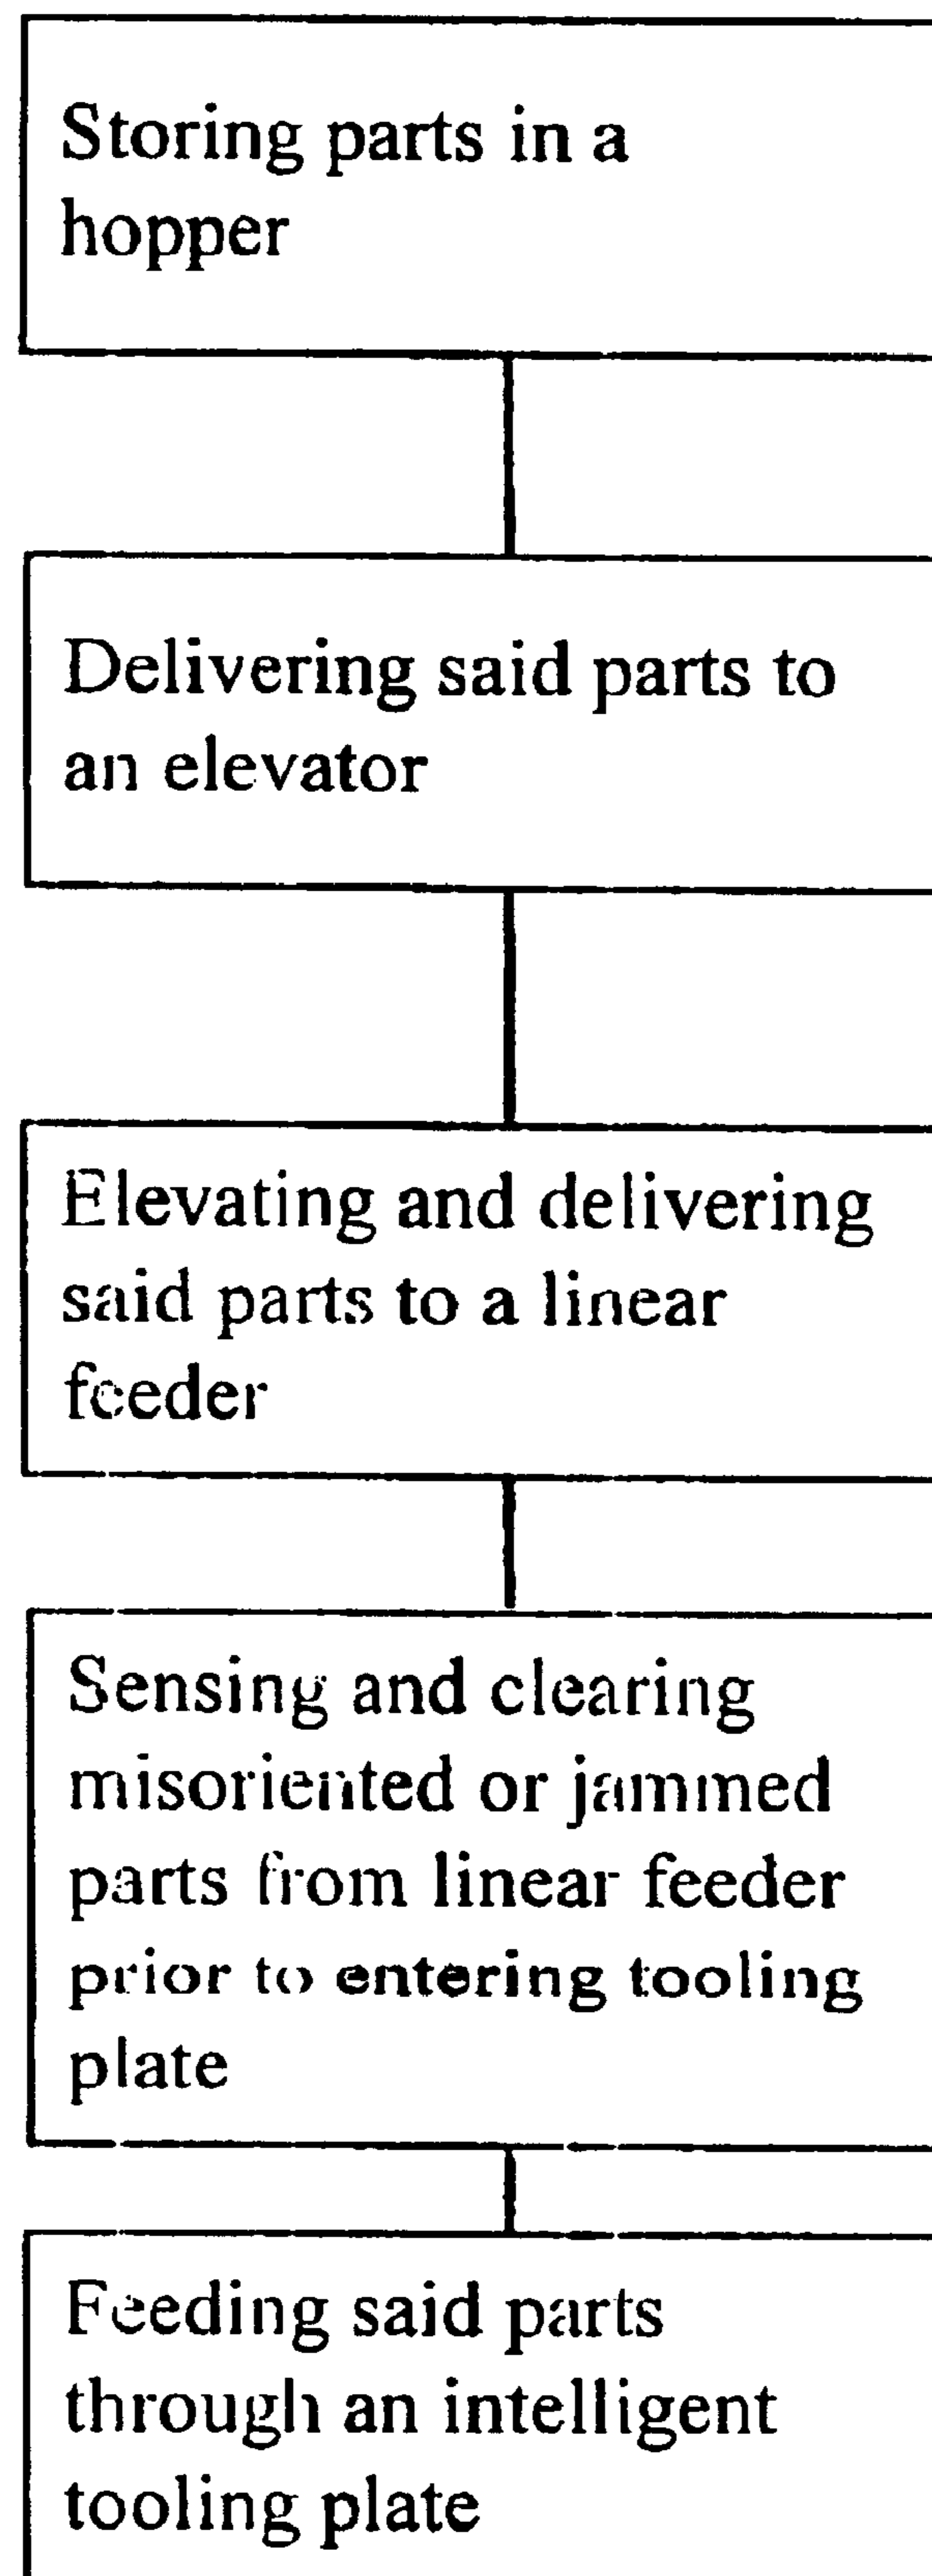 Storing parts in a
hopper
Delivering said parts to
an elevator
Elevating and delivering
said parts to a linear
feeder
Sensing and clearing
misoriented or jammed
parts from linear feeder
prior to entering tooling
plate
Feeding said parts
through an intelligent
tooling plate